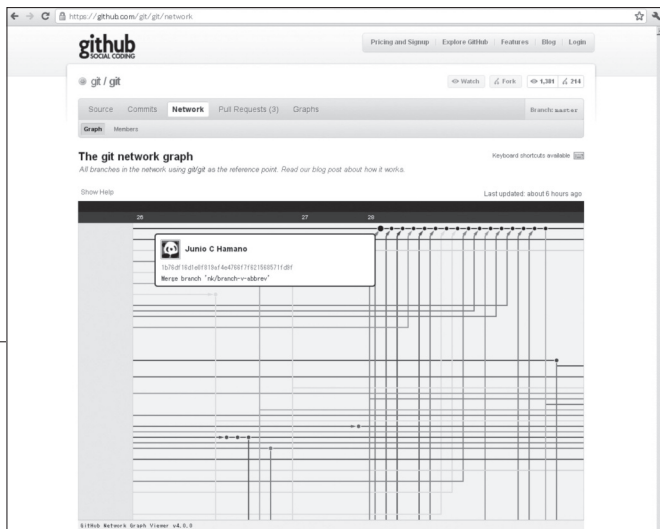 https://github.com/git/git/network
github
SOCIAL CODING
Pricing and Signup Explore GitHub Features Blog Login
git / git
Watch Fork 1,381 214
Source Commits Network Pull Requests (3) Graphs Branch: master
Graph Members
The git network graph
Keyboard shortcuts available
All branches in the network using git/git as the reference point. Read our blog post about how it works.
Show Help
Last updated: about 6 hours ago
26 27 28
Junio C Hamano
Merge branch 'nk/branch-v-abbrev'
GitHub Network Graph Viewer v4.0.0